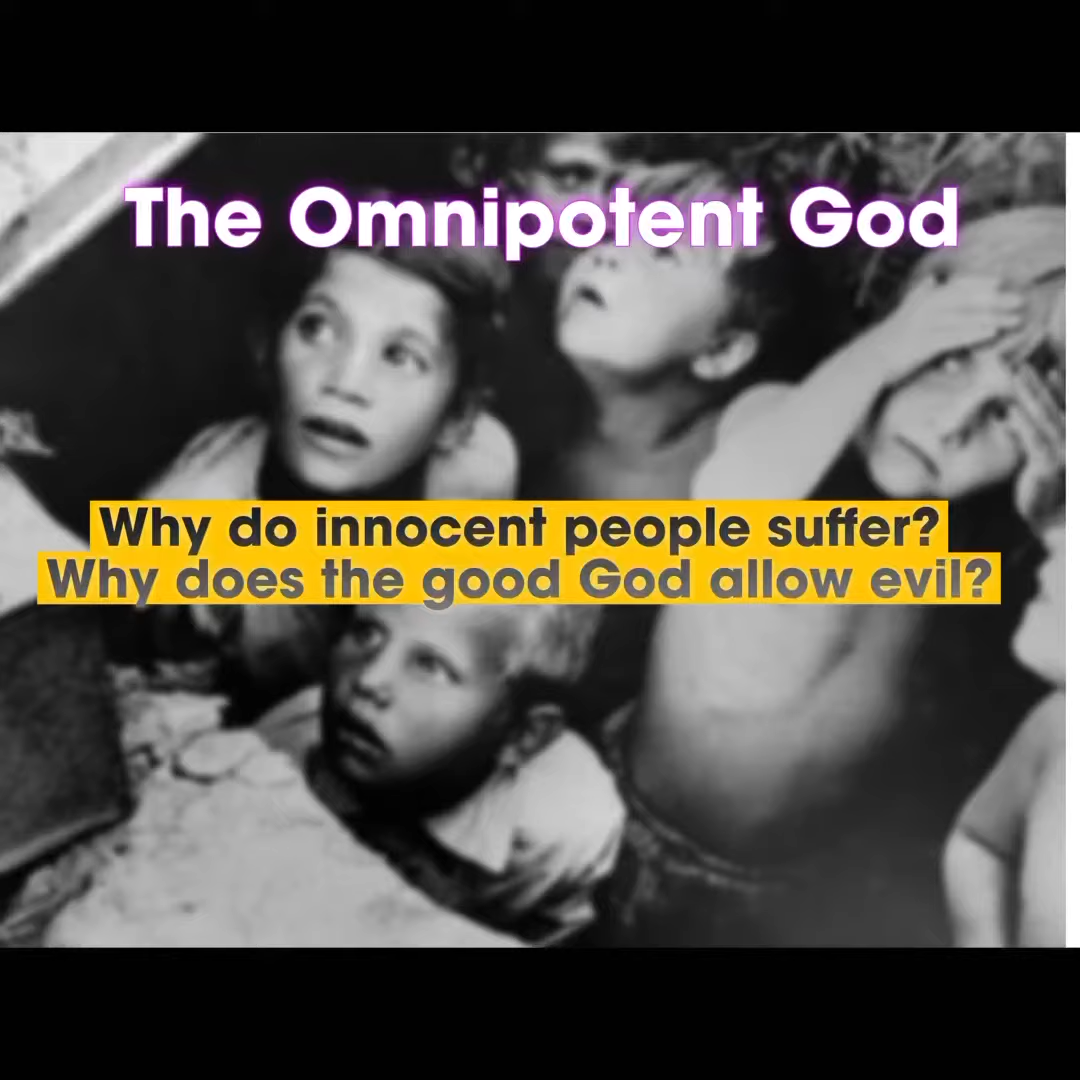 The Omnipotent God
Why do innocent people suffer?
Why does the good God allow evil?